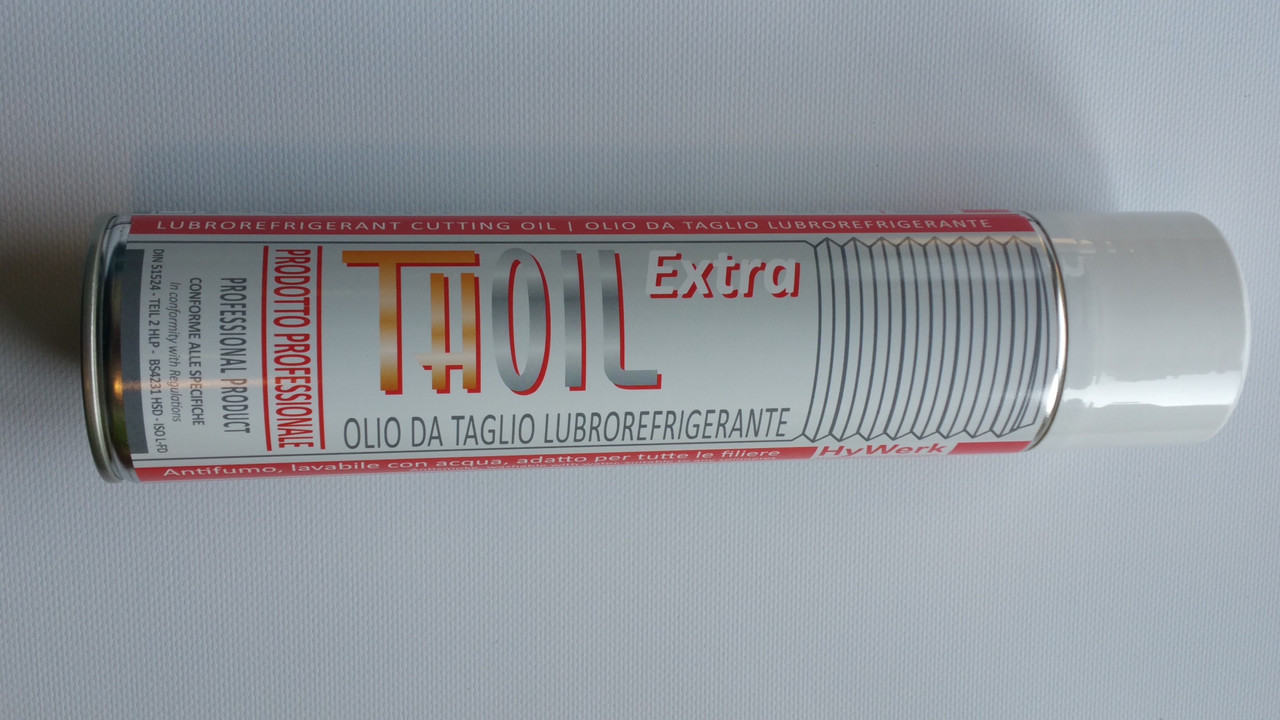 LUBROREFRIGERANT CUTTING OIL | OLIO DA TAGLIO LUBROREFRIGERANTE
THOIL Extra
OLIO DA TAGLIO LUBROREFRIGERANTE
PRODOTTO PROFESSIONALE
PROFESSIONAL PRODUCT
CONFORME ALLE SPECIFICHE
In conformity with Regulations
DIN 51524 - TEIL 2 HLP - BS4231 HSD - ISO L-FD
Antifumo, lavabile con acqua, adatto per tutte le filiere
HyWerk